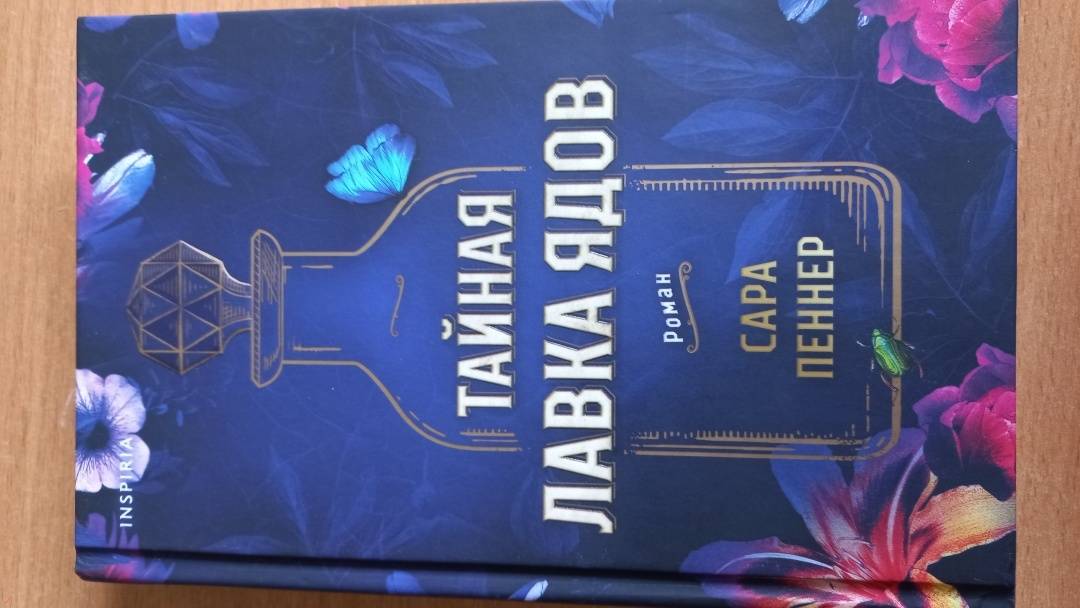 INSPIRIA
ТАЙНАЯ
ЛАВКА ЯДОВ
Роман
САРА
ПЕННЕР